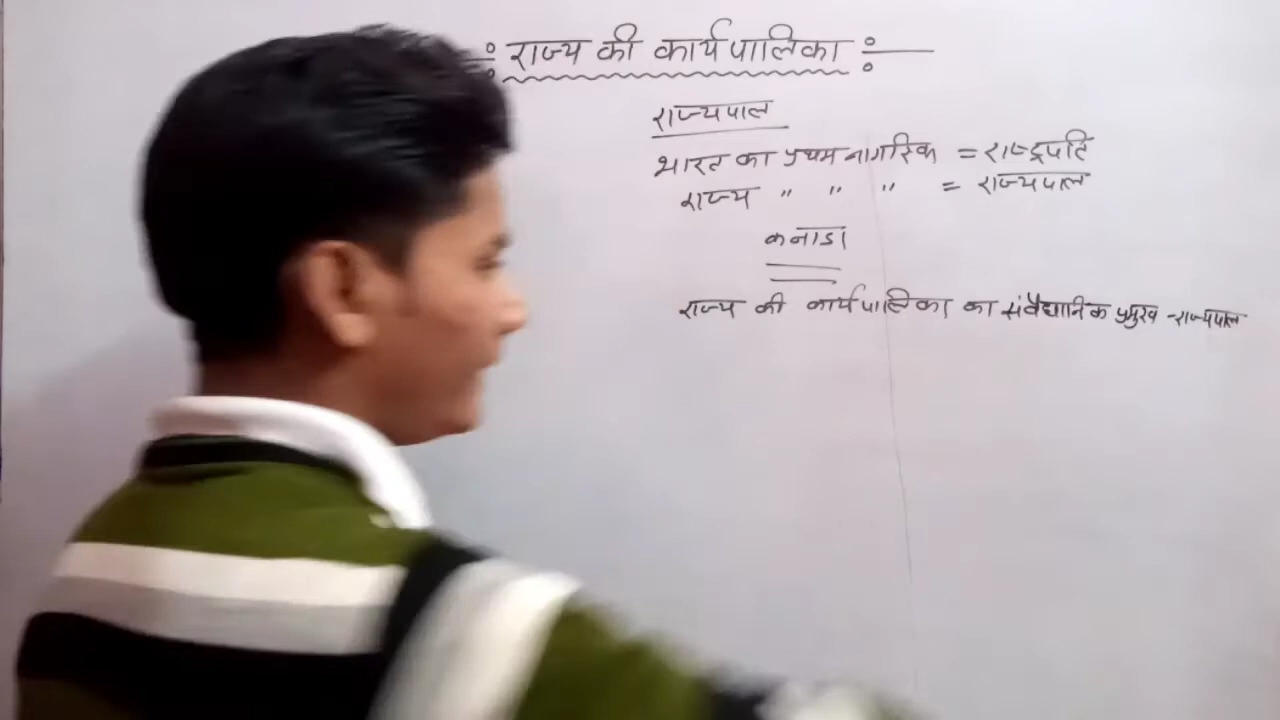 राज्य की कार्यपालिका
राज्यपाल
भारत का प्रथम नागरिक = राष्ट्रपति
राज्य " " " = राज्यपाल
कनाडा
राज्य की कार्यपालिका का संवैधानिक प्रमुख - राज्यपाल